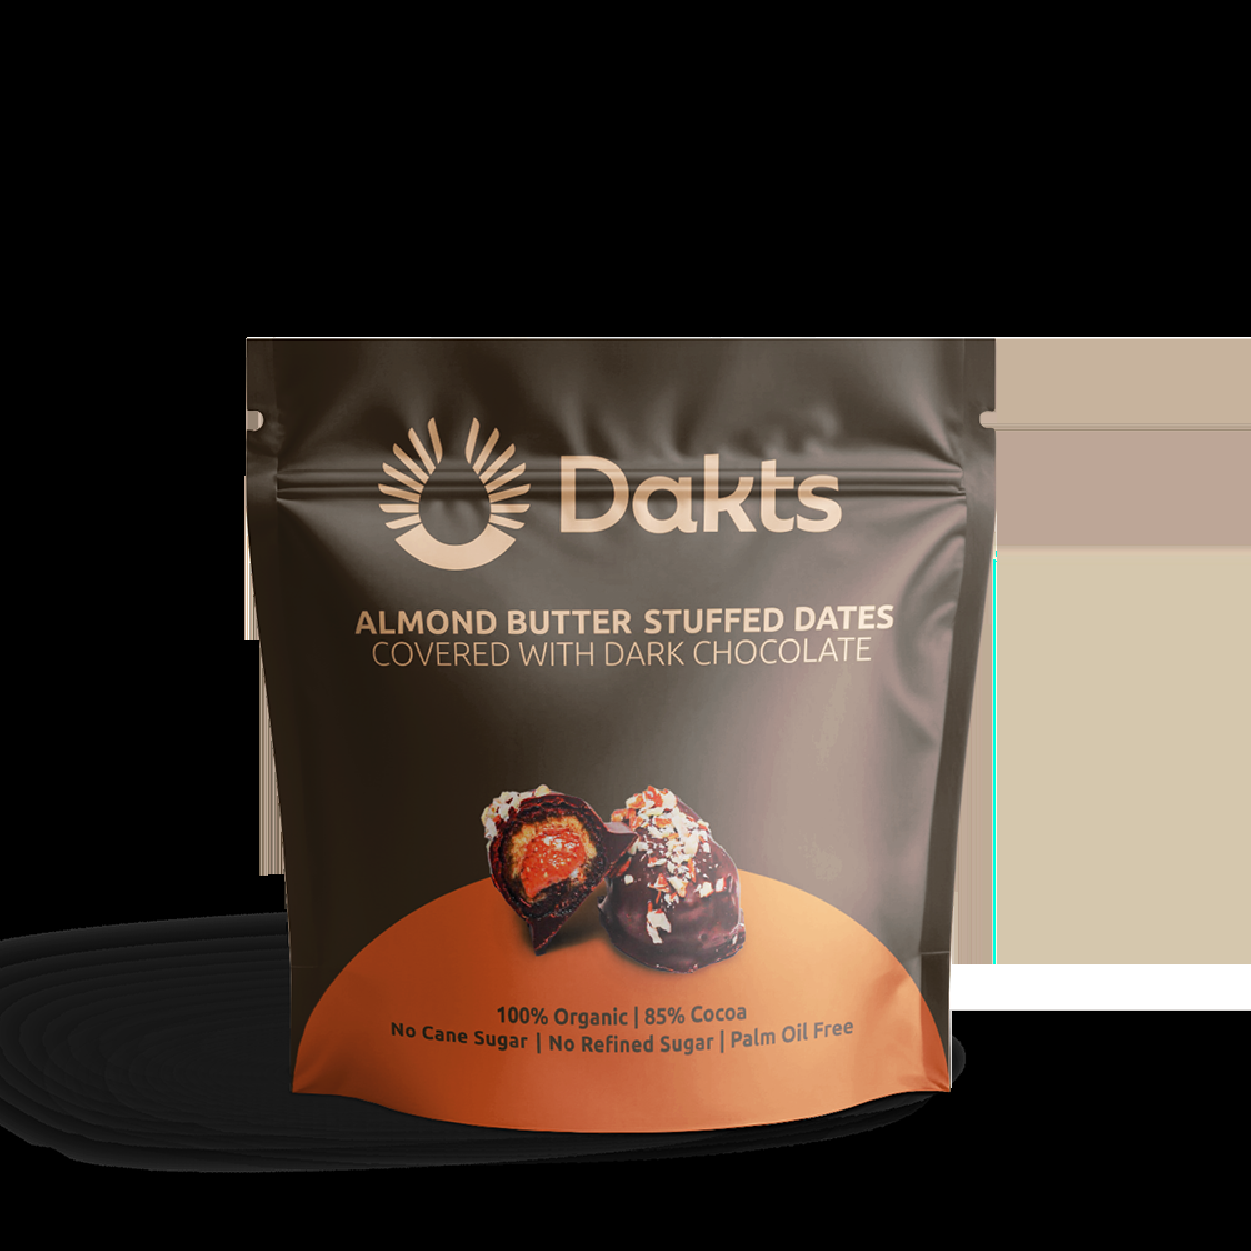 Dakts
ALMOND BUTTER STUFFED DATES
COVERED WITH DARK CHOCOLATE
100% Organic | 85% Cocoa
No Cane Sugar | No Refined Sugar | Palm Oil Free